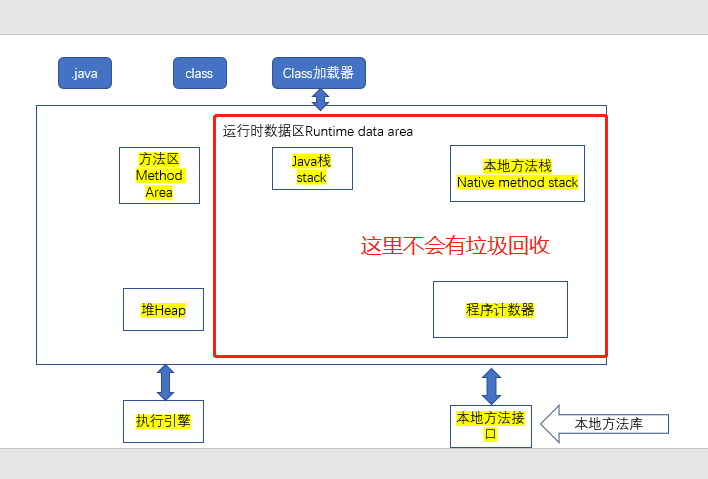 .java
class
Class加载器
运行时数据区Runtime data area
方法区
Method
Area
Java栈
stack
本地方法栈
Native method stack
这里不会有垃圾回收
堆Heap
程序计数器
执行引擎
本地方法接
口
本地方法库